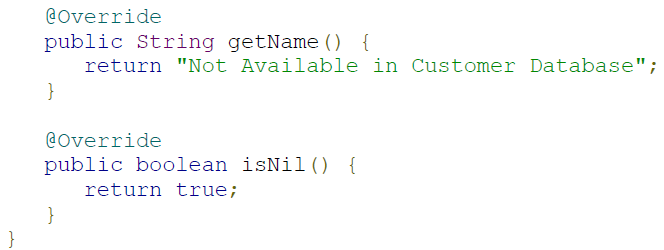 @Override
public String getName() {
return "Not Available in Customer Database";
}
@Override
public boolean isNil() {
return true;
}
}